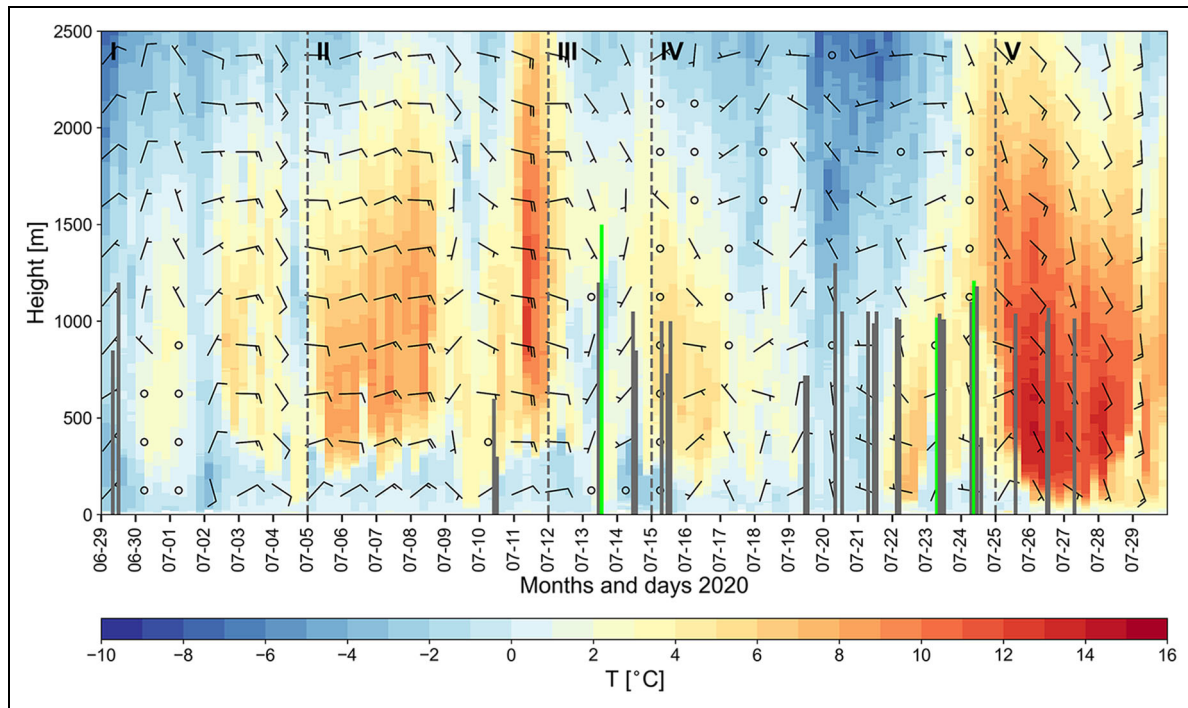 2500
2000
1500
1000
500
0
Height [m]
I II III IV V
06-29 06-30 07-01 07-02 07-03 07-04 07-05 07-06 07-07 07-08 07-09 07-10 07-11 07-12 07-13 07-14 07-15 07-16 07-17 07-18 07-19 07-20 07-21 07-22 07-23 07-24 07-25 07-26 07-27 07-28 07-29
Months and days 2020
−10 −8 −6 −4 −2 0 2 4 6 8 10 12 14 16
T [°C]